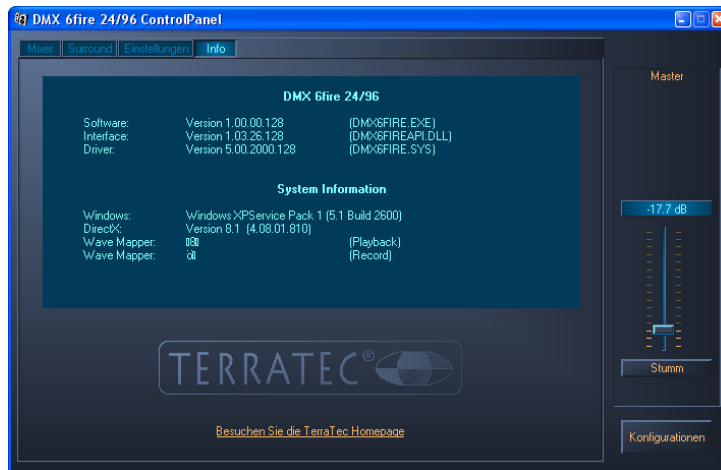 DMX 6fire 24/96 ControlPanel
Mixer Surround Einstellungen Info
DMX 6fire 24/96
Software: Version 1.00.00.128 (DMX6FIRE.EXE)
Interface: Version 1.03.26.128 (DMX6FIREAPI.DLL)
Driver: Version 5.00.2000.128 (DMX6FIRE.SYS)
System Information
Windows: Windows XPService Pack 1 (5.1 Build 2600)
DirectX: Version 8.1 (4.08.01.810)
Wave Mapper: (Playback)
Wave Mapper: (Record)
TERRATEC®
Besuchen Sie die TerraTec Homepage
Master
-17.7 dB
Stumm
Konfigurationen